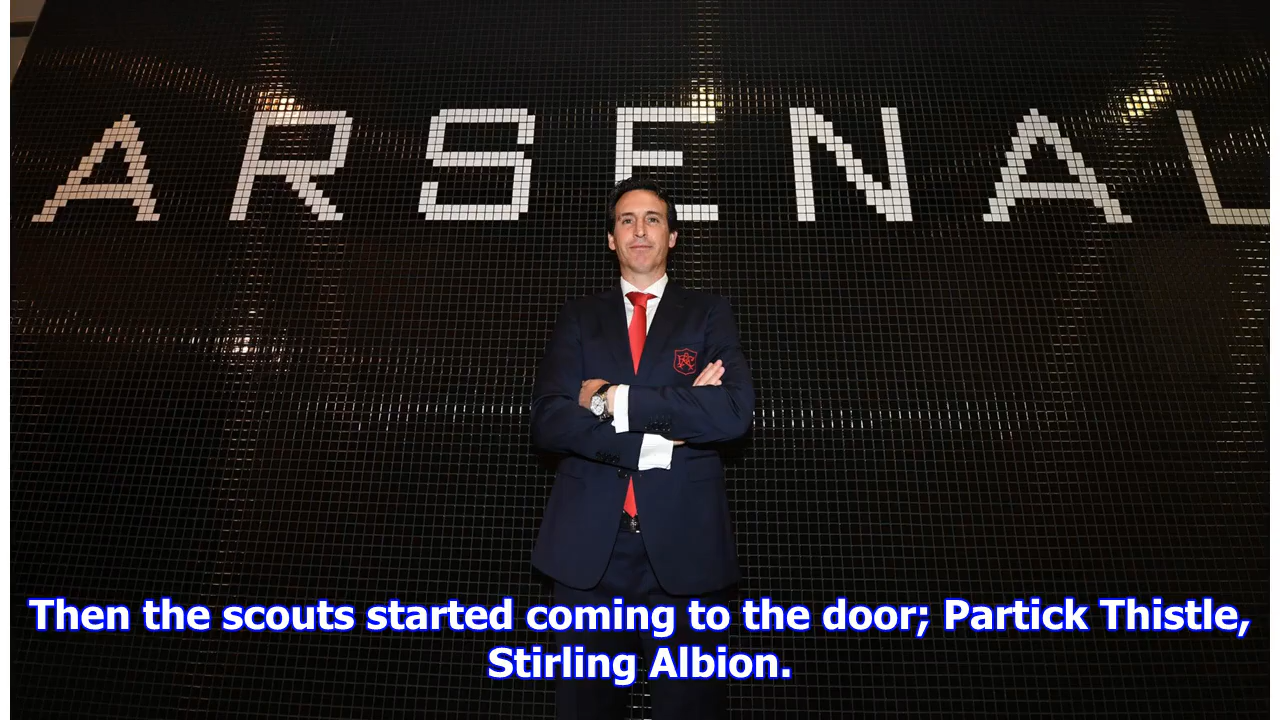 ARSENAL
Then the scouts started coming to the door; Partick Thistle,
Stirling Albion.